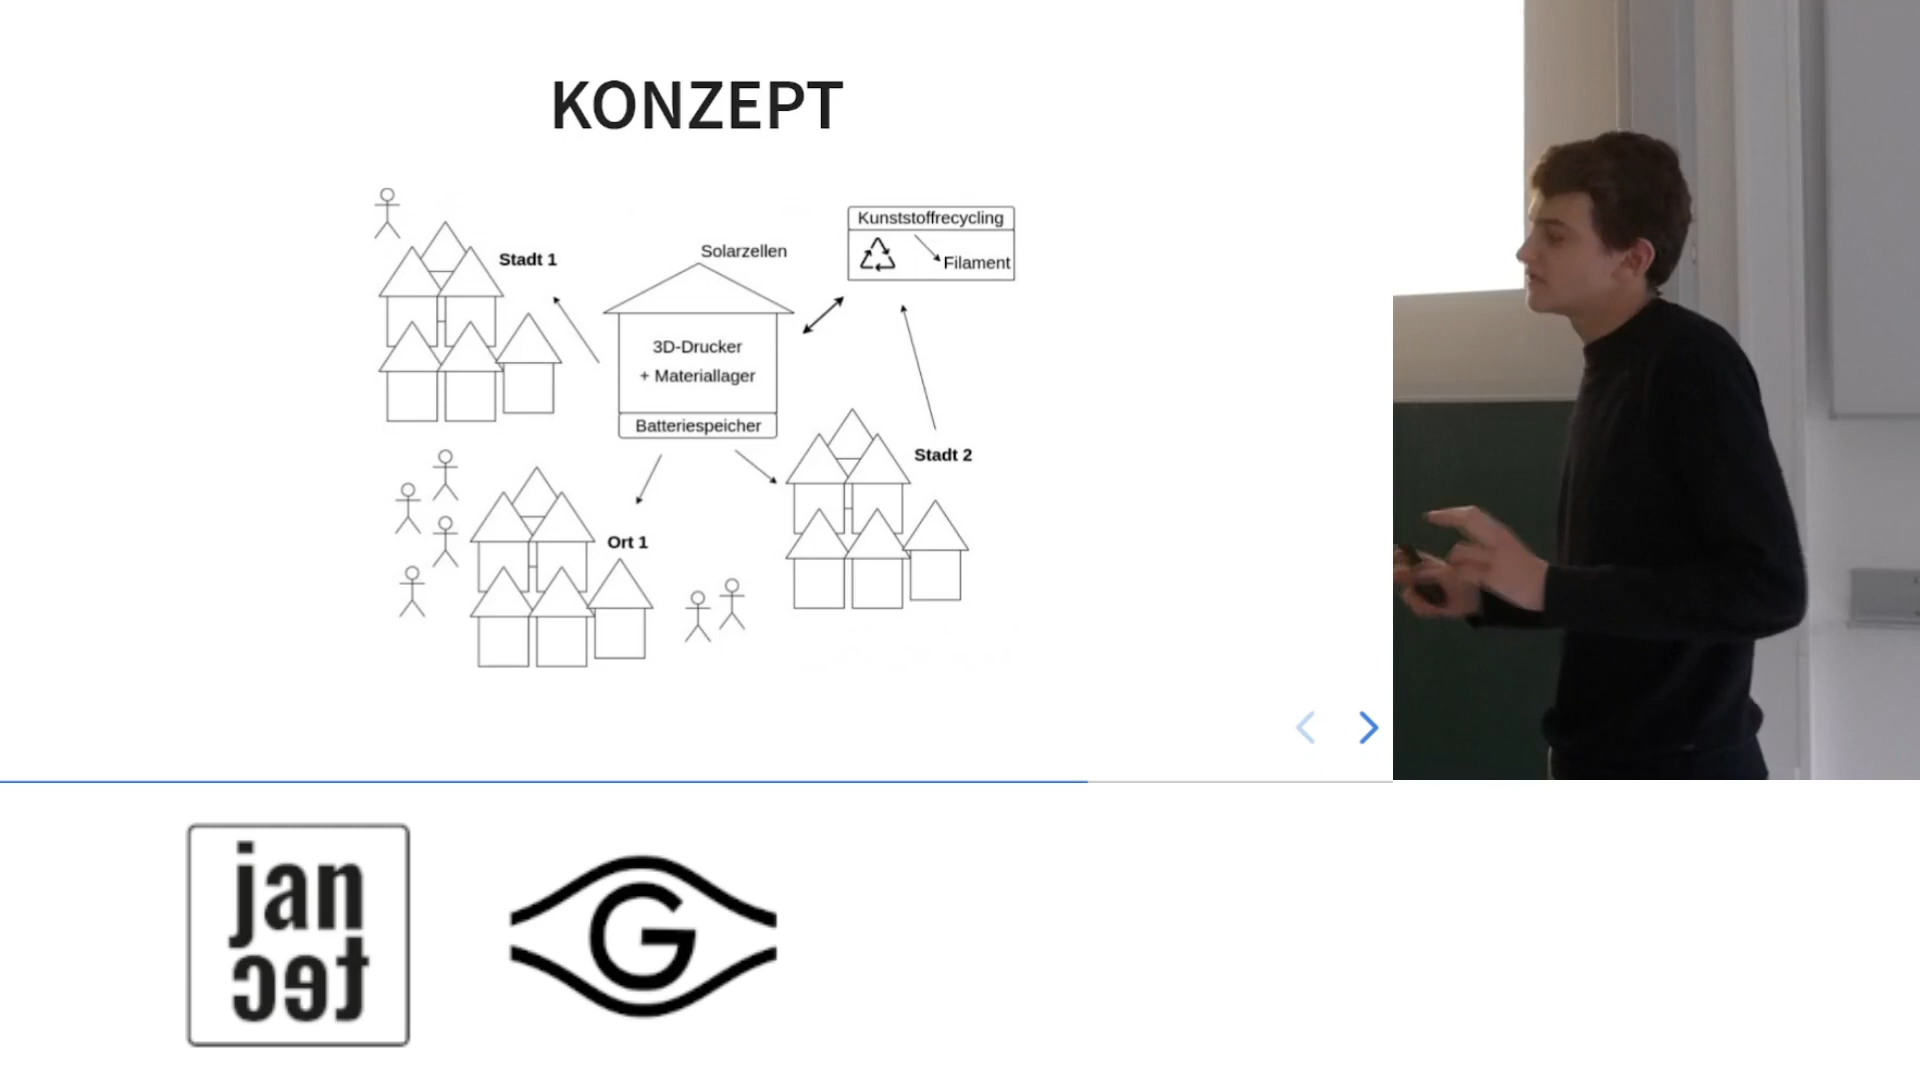 KONZEPT
Stadt 1
Solarzellen
Kunststoffrecycling
Filament
3D-Drucker
+ Materiallager
Batteriespeicher
Stadt 2
Ort 1
jan
tec
G